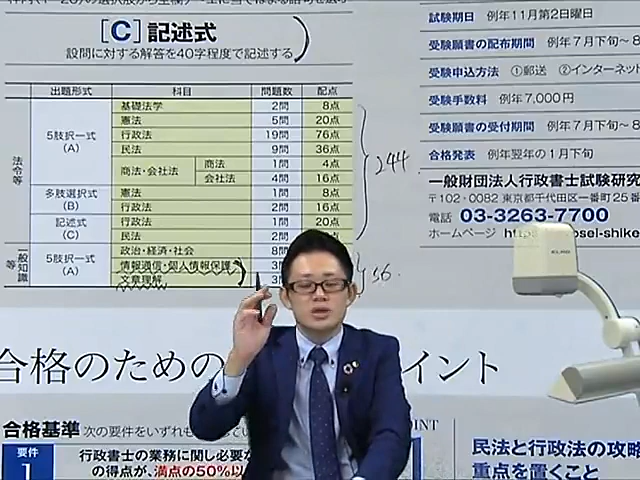 [C]記述式
設問に対する解答を40字程度で記述する
出題形式 科目 問題数 配点
法令等
5肢択一式(A)
基礎法学 2問 8点
憲法 5問 20点
行政法 19問 76点
民法 9問 36点
商法・会社法 商法 1問 4点
会社法 4問 16点
多肢選択式(B)
憲法 1問 8点
行政法 2問 16点
記述式(C)
行政法 1問 20点
民法 2
一般知識等
5肢択一式(A)
政治・経済・社会 8問
情報通信・個人情報保護 3
文章理解 3
244
56
試験期日 例年11月第2日曜日
受験願書の配布期間 例年7月下旬〜8
受験申込方法 ①郵送 ②インターネット
受験手数料 例年7,000円
受験願書の受付期間 例年7月下旬〜8
合格発表 例年翌年の1月下旬
一般財団法人行政書士試験研究
〒102-0082 東京都千代田区一番町25番
電話 03-3263-7700
ホームページ
ELMO
合格のための
イント
POINT
合格基準 次の要件をいずれも
要件1
行政書士の業務に関し必要な
の得点が、満点の50%以
民法と行政法の攻略
重点を置くこと